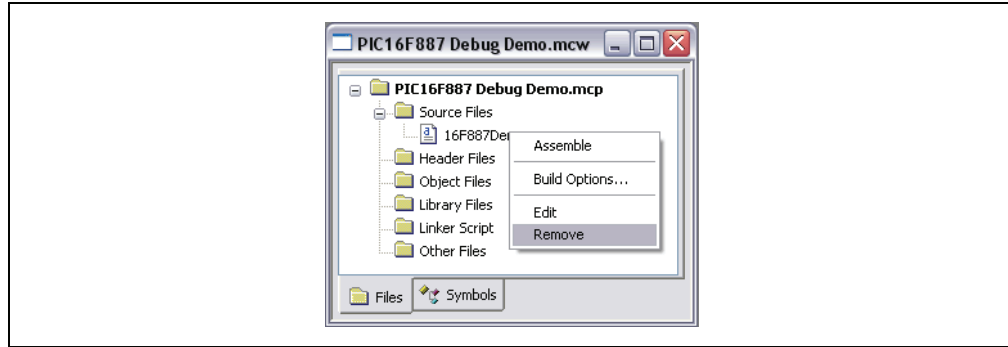 PIC16F887 Debug Demo.mcw
PIC16F887 Debug Demo.mcp
Source Files
16F887De
Assemble
Header Files
Build Options...
Object Files
Library Files
Edit
Linker Script
Remove
Other Files
Files
Symbols